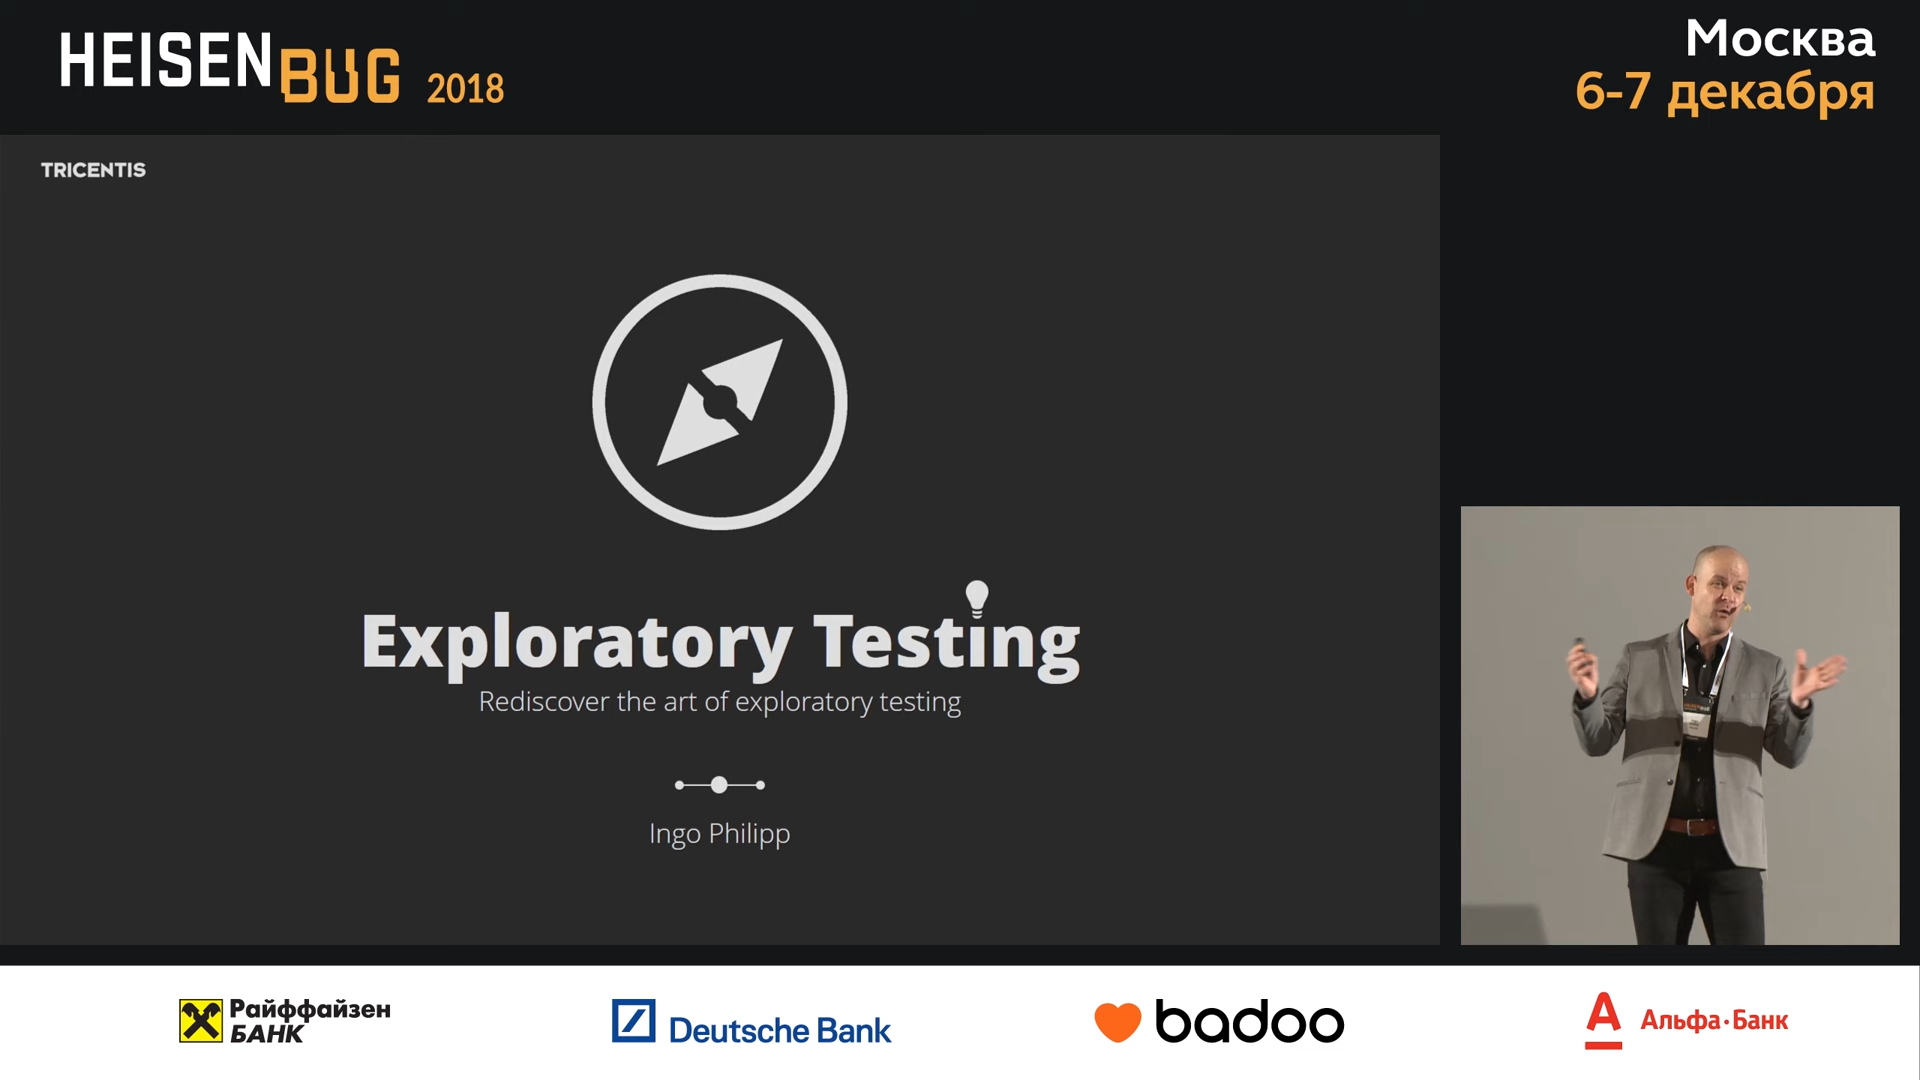 HEISENBUG 2018
Москва
6-7 декабря
TRICENTIS
Exploratory Testing
Rediscover the art of exploratory testing
Ingo Philipp
Райффайзен
БАНК
Deutsche Bank
badoo
Альфа·Банк